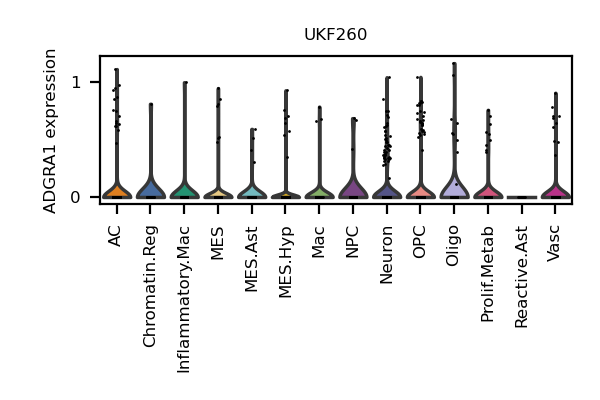 UKF260
ADGRA1 expression
1
0
AC
Chromatin.Reg
Inflammatory.Mac
MES
MES.Ast
MES.Hyp
Mac
NPC
Neuron
OPC
Oligo
Prolif.Metab
Reactive.Ast
Vasc